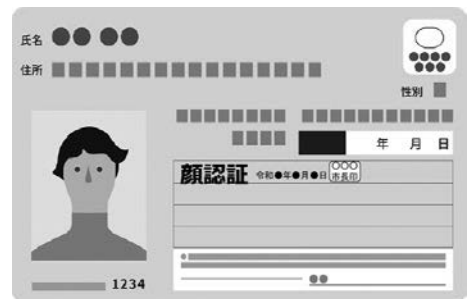 氏名 ●● ●●
住所
性別
年 月 日
顔認証 令和●年●月●日 ○○○ 市長印
1234